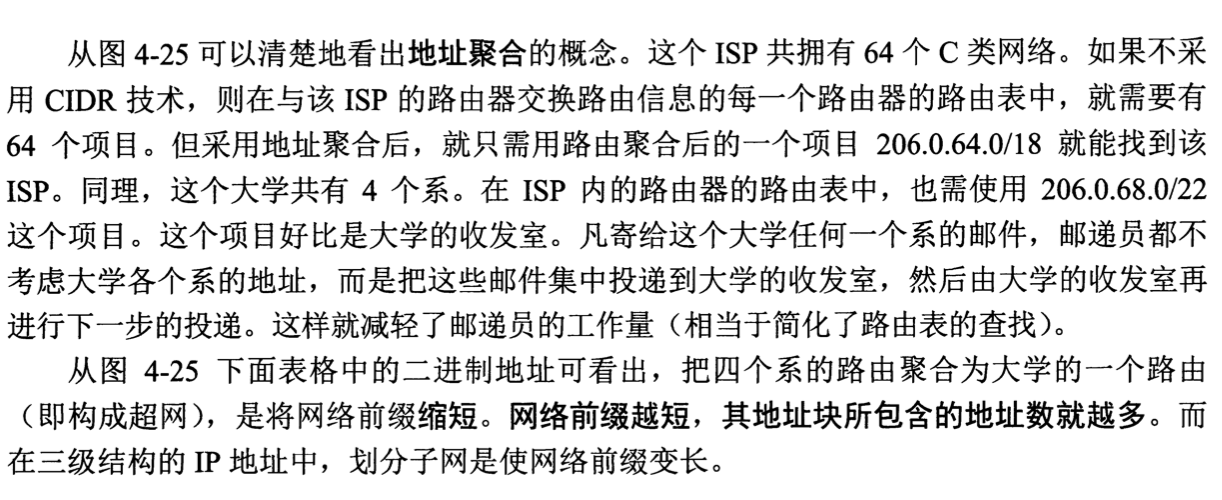 从图 4-25 可以清楚地看出地址聚合的概念。这个 ISP 共拥有 64 个 C 类网络。如果不采
用 CIDR 技术，则在与该 ISP 的路由器交换路由信息的每一个路由器的路由表中，就需要有
64 个项目。但采用地址聚合后，就只需用路由聚合后的一个项目 206.0.64.0/18 就能找到该
ISP。同理，这个大学共有 4 个系。在 ISP 内的路由器的路由表中，也需使用 206.0.68.0/22
这个项目。这个项目好比是大学的收发室。凡寄给这个大学任何一个系的邮件，邮递员都不
考虑大学各个系的地址，而是把这些邮件集中投递到大学的收发室，然后由大学的收发室再
进行下一步的投递。这样就减轻了邮递员的工作量（相当于简化了路由表的查找）。
从图 4-25 下面表格中的二进制地址可看出，把四个系的路由聚合为大学的一个路由
（即构成超网），是将网络前缀缩短。网络前缀越短，其地址块所包含的地址数就越多。而
在三级结构的 IP 地址中，划分子网是使网络前缀变长。